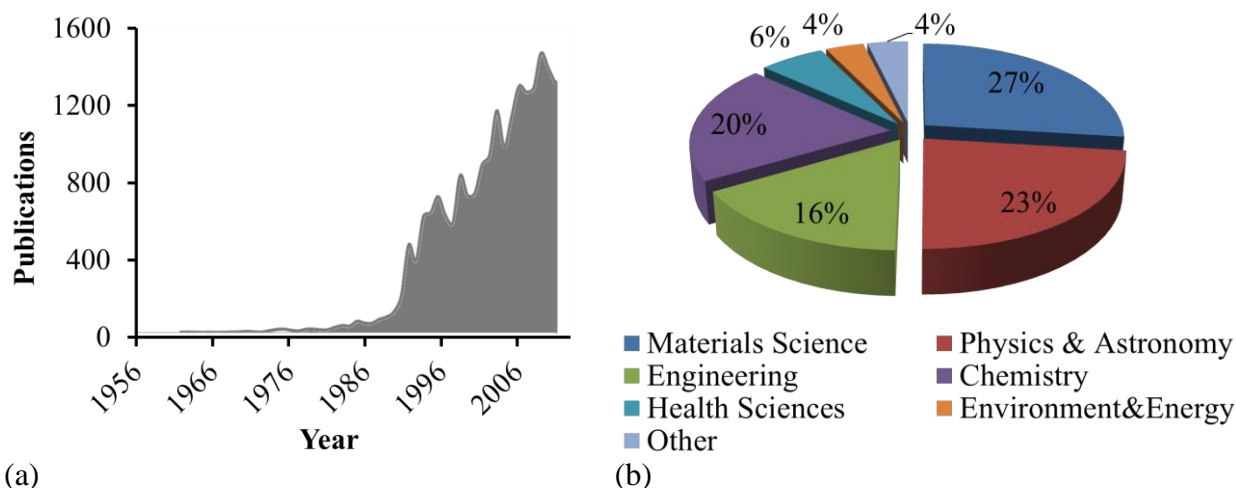 1600
1200
800
400
0
Publications
1956
1966
1976
1986
1996
2006
Year
(a)
4%
4%
6%
27%
20%
23%
16%
Materials Science
Physics & Astronomy
Engineering
Chemistry
Health Sciences
Environment&Energy
Other
(b)